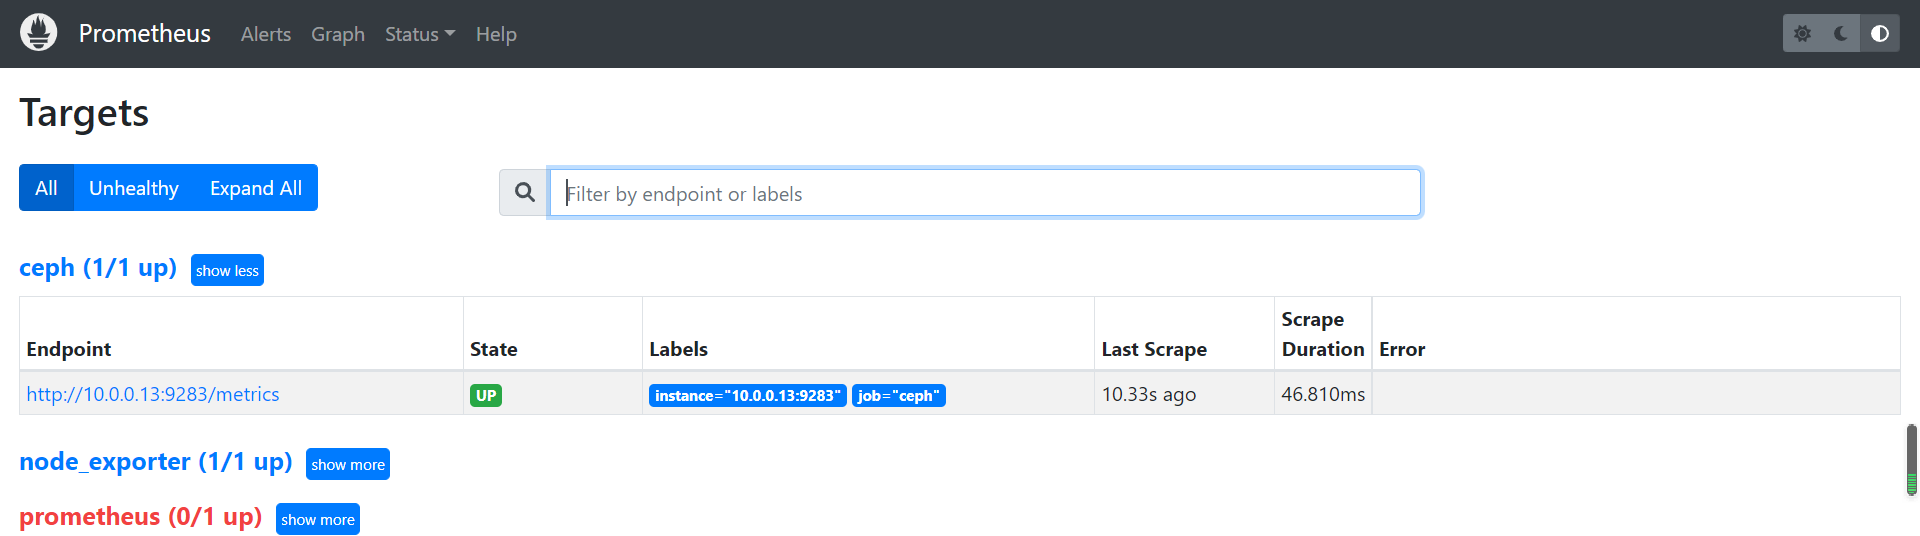 Prometheus Alerts Graph Status Help
Targets
All Unhealthy Expand All
Filter by endpoint or labels
ceph (1/1 up) show less
Endpoint State Labels Last Scrape Scrape Duration Error
http://10.0.0.13:9283/metrics UP instance="10.0.0.13:9283" job="ceph" 10.33s ago 46.810ms
node_exporter (1/1 up) show more
prometheus (0/1 up) show more